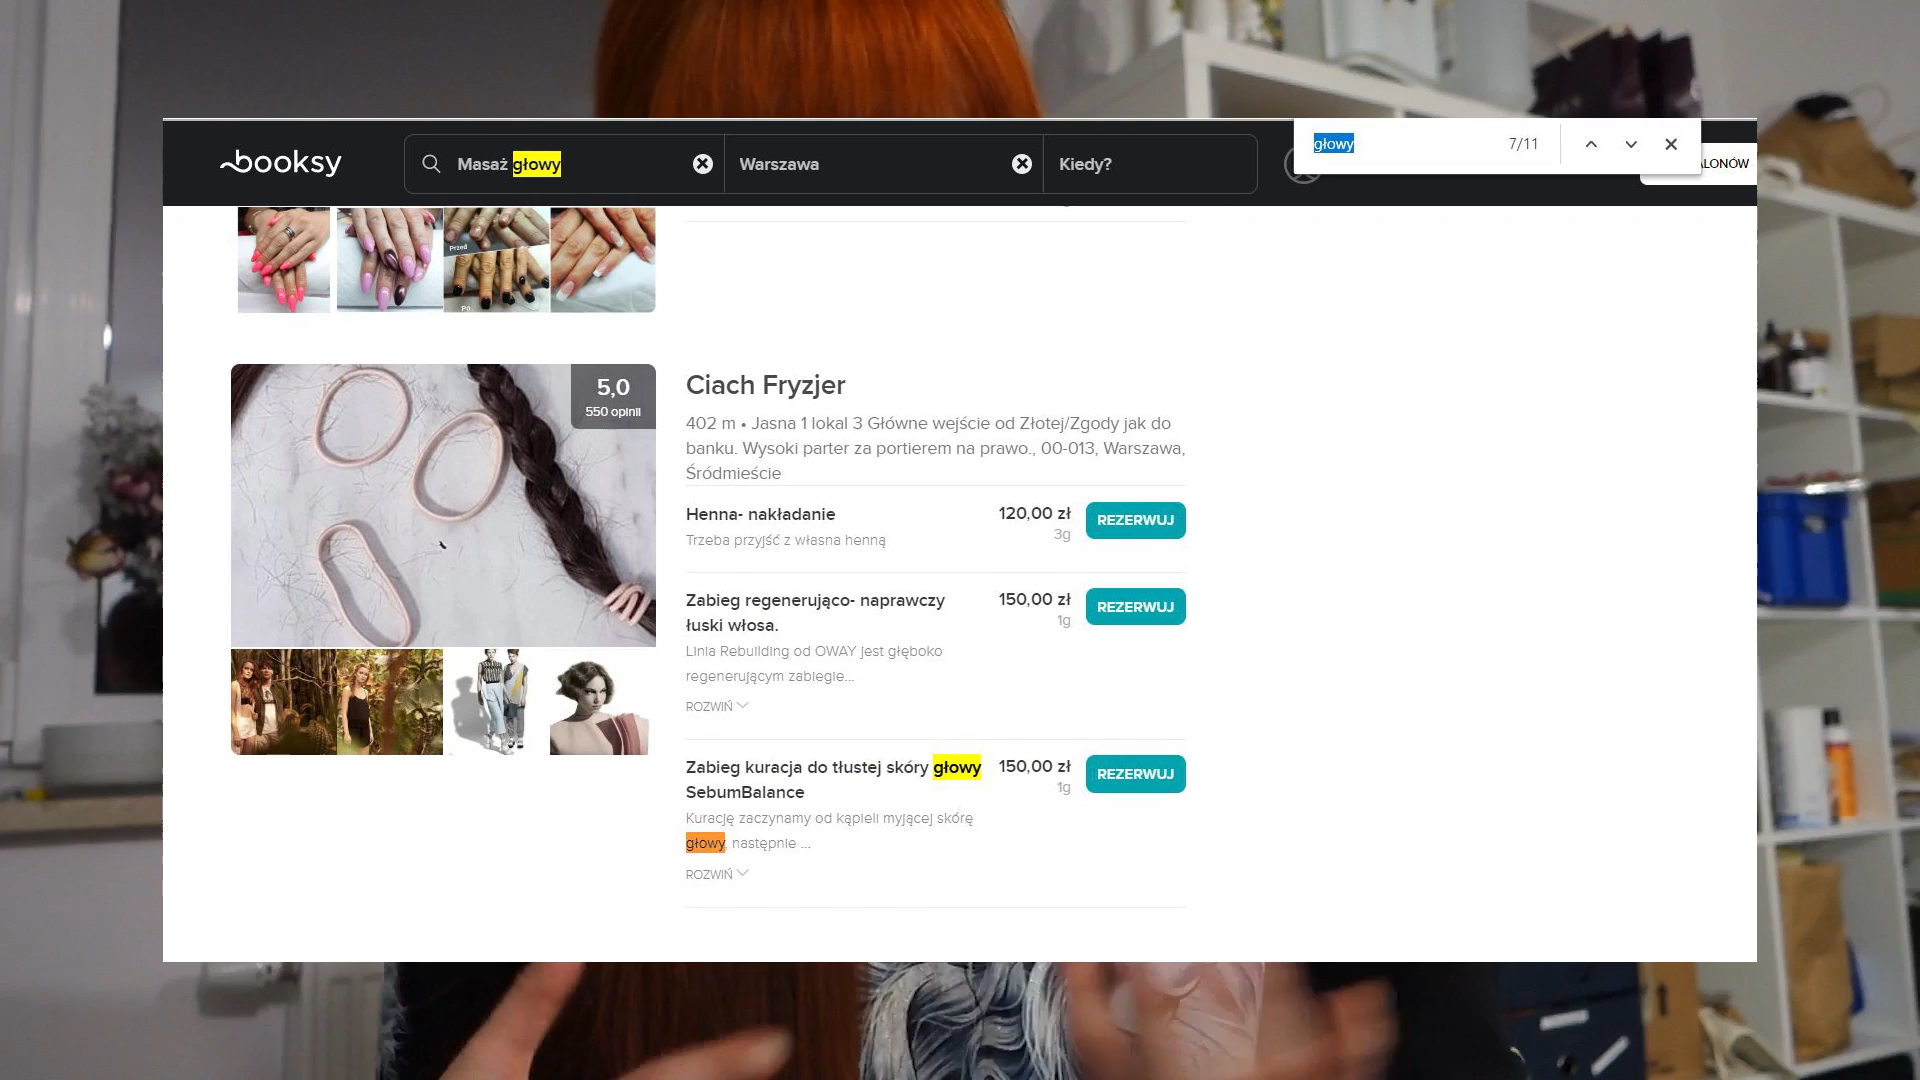 booksy
Masaż głowy
Warszawa
Kiedy?
głowy
7/11
ALONÓW
Przed
Po
5,0
550 opinii
Ciach Fryzjer
402 m • Jasna 1 lokal 3 Główne wejście od Złotej/Zgody jak do
banku. Wysoki parter za portierem na prawo., 00-013, Warszawa,
Śródmieście
Henna- nakładanie
120,00 zł
REZERWUJ
3g
Trzeba przyjść z własna henną
Zabieg regenerująco- naprawczy
łuski włosa.
150,00 zł
REZERWUJ
1g
Linia Rebuilding od OWAY jest głęboko
regenerującym zabiegie...
ROZWIŃ
Zabieg kuracja do tłustej skóry głowy
SebumBalance
150,00 zł
REZERWUJ
1g
Kurację zaczynamy od kąpieli myjącej skórę
głowy, następnie ...
ROZWIŃ